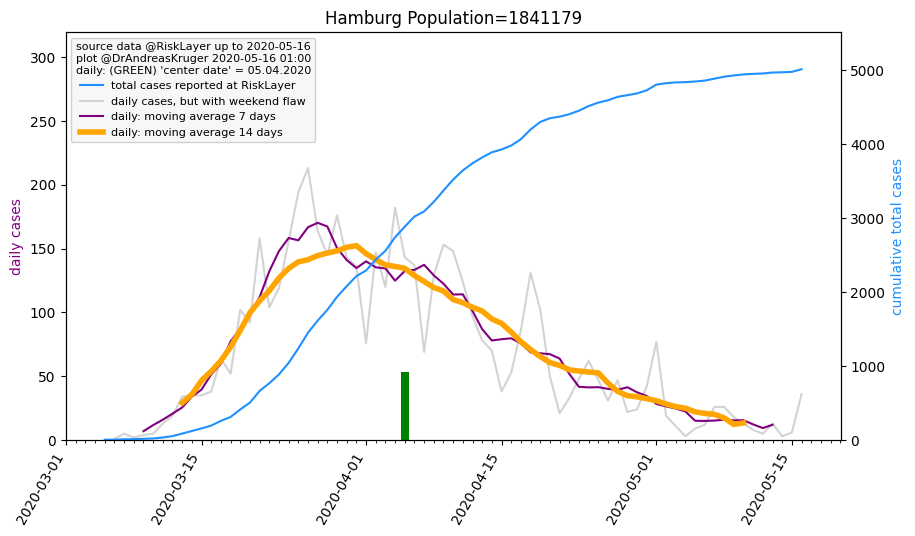 Hamburg Population=1841179
source data @RiskLayer up to 2020-05-16
plot @DrAndreasKruger 2020-05-16 01:00
daily: (GREEN) 'center date' = 05.04.2020
total cases reported at RiskLayer
daily cases, but with weekend flaw
daily: moving average 7 days
daily: moving average 14 days
daily cases
300
250
200
150
100
50
0
cumulative total cases
5000
4000
3000
2000
1000
0
2020-03-01
2020-03-15
2020-04-01
2020-04-15
2020-05-01
2020-05-15